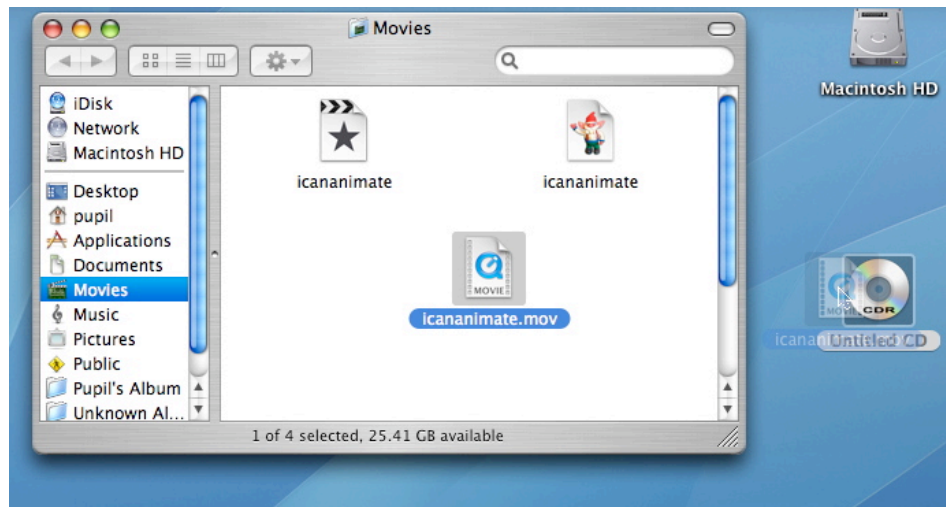 Movies
iDisk
Network
Macintosh HD
Desktop
pupil
Applications
Documents
Movies
Music
Pictures
Public
Pupil's Album
Unknown Al...
icananimate
icananimate
MOVIE
icananimate.mov
1 of 4 selected, 25.41 GB available
Macintosh HD
MOVIE
CDR
Untitled CD